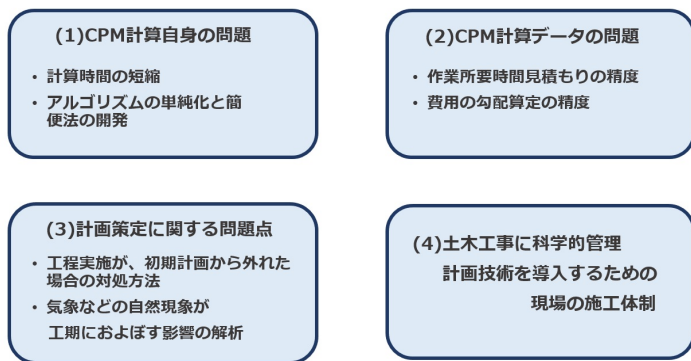 (1)CPM計算自身の問題
・ 計算時間の短縮
・ アルゴリズムの単純化と簡
便法の開発
(2)CPM計算データの問題
・ 作業所要時間見積もりの精度
・ 費用の勾配算定の精度
(3)計画策定に関する問題点
・ 工程実施が、初期計画から外れた
場合の対処方法
・ 気象などの自然現象が
工期におよぼす影響の解析
(4)土木工事に科学的管理
計画技術を導入するための
現場の施工体制